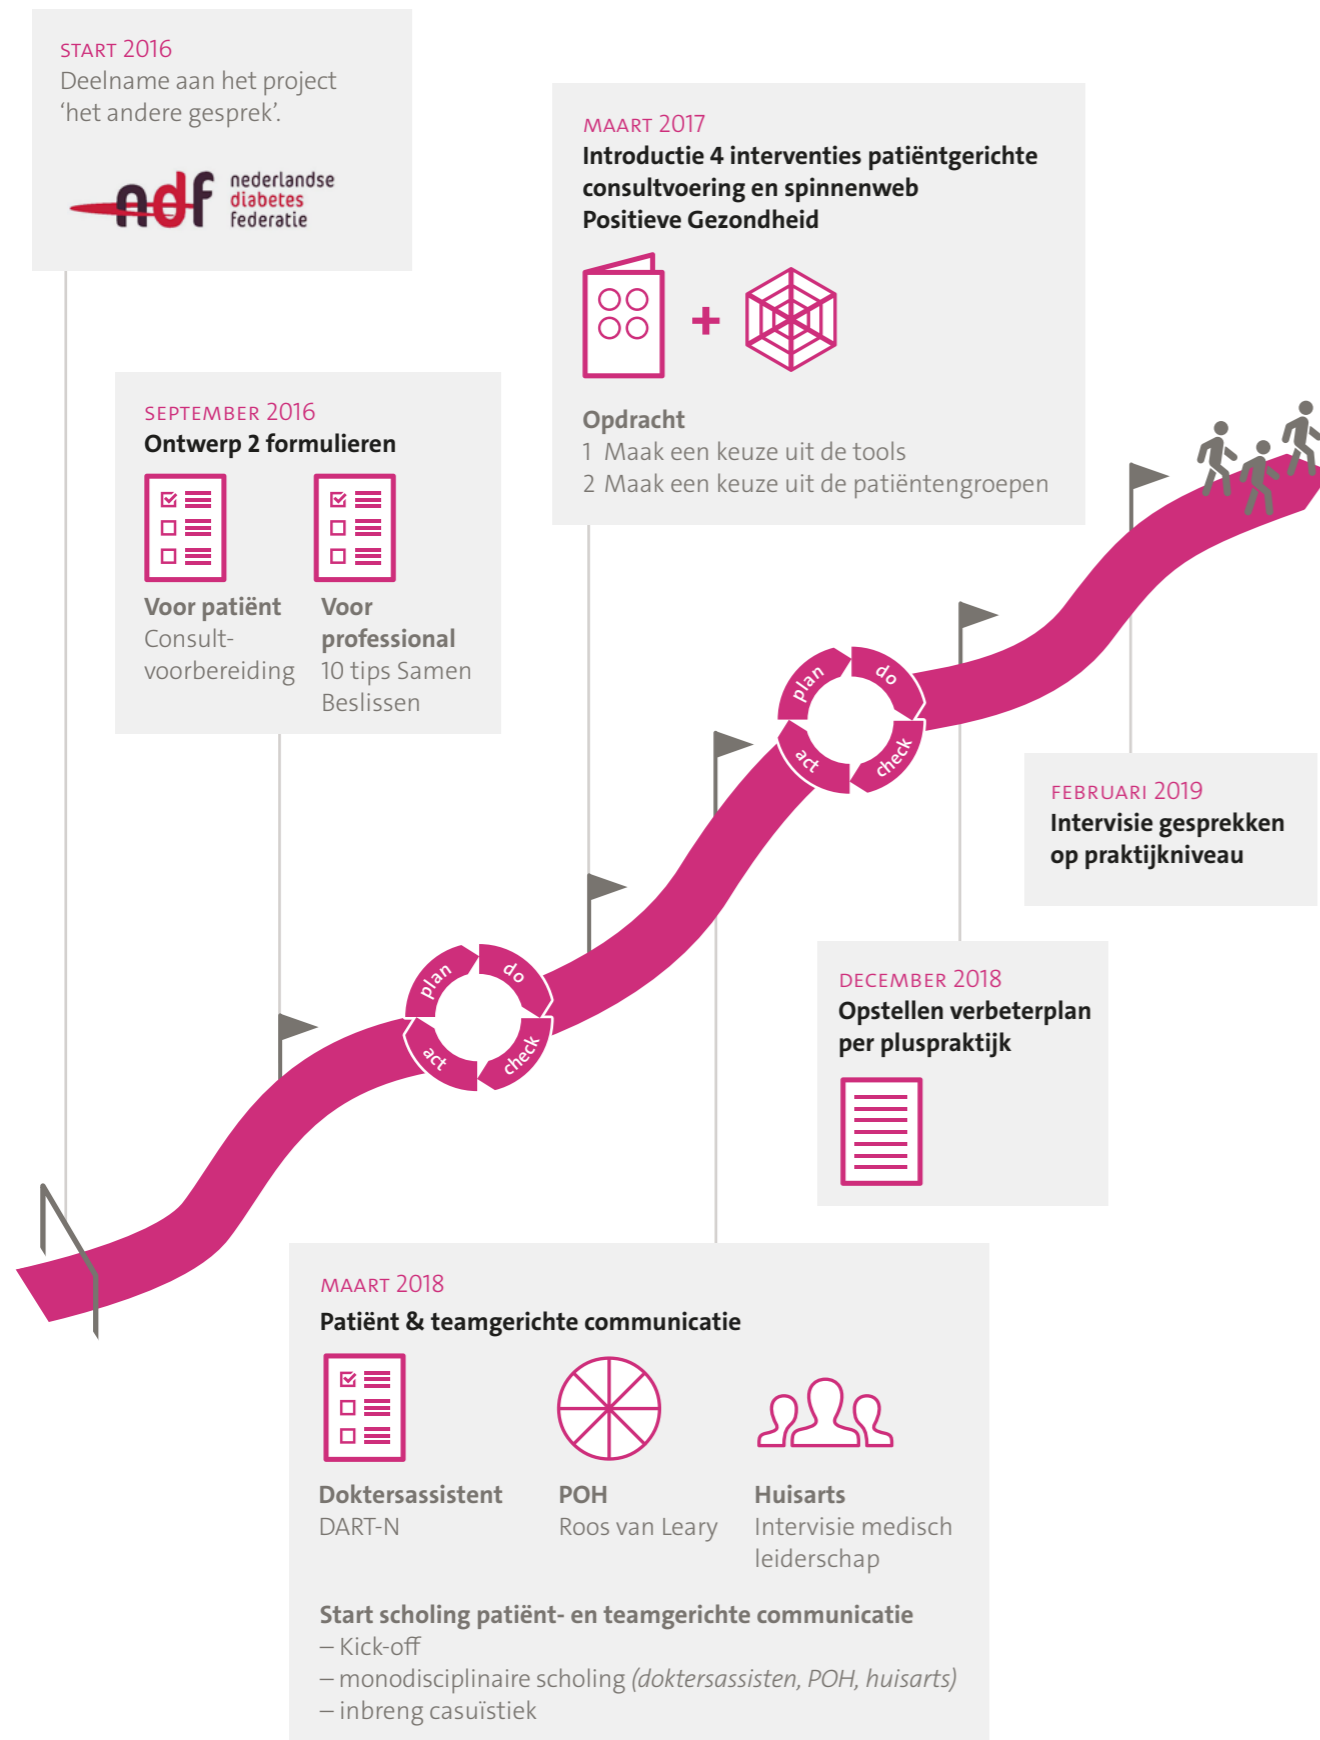 START 2016
Deelname aan het project
‘het andere gesprek’.
ndf nederlandse
diabetes
federatie
SEPTEMBER 2016
Ontwerp 2 formulieren
Voor patiënt
Consult-
voorbereiding
Voor
professional
10 tips Samen
Beslissen
MAART 2017
Introductie 4 interventies patiëntgerichte
consultvoering en spinnenweb
Positieve Gezondheid
+
Opdracht
1 Maak een keuze uit de tools
2 Maak een keuze uit de patiëntengroepen
plan
do
check
act
plan
do
check
act
FEBRUARI 2019
Intervisie gesprekken
op praktijkniveau
DECEMBER 2018
Opstellen verbeterplan
per pluspraktijk
MAART 2018
Patiënt & teamgerichte communicatie
Doktersassistent
DART-N
POH
Roos van Leary
Huisarts
Intervisie medisch
leiderschap
Start scholing patiënt- en teamgerichte communicatie
– Kick-off
– monodisciplinaire scholing (doktersassisten, POH, huisarts)
– inbreng casuïstiek